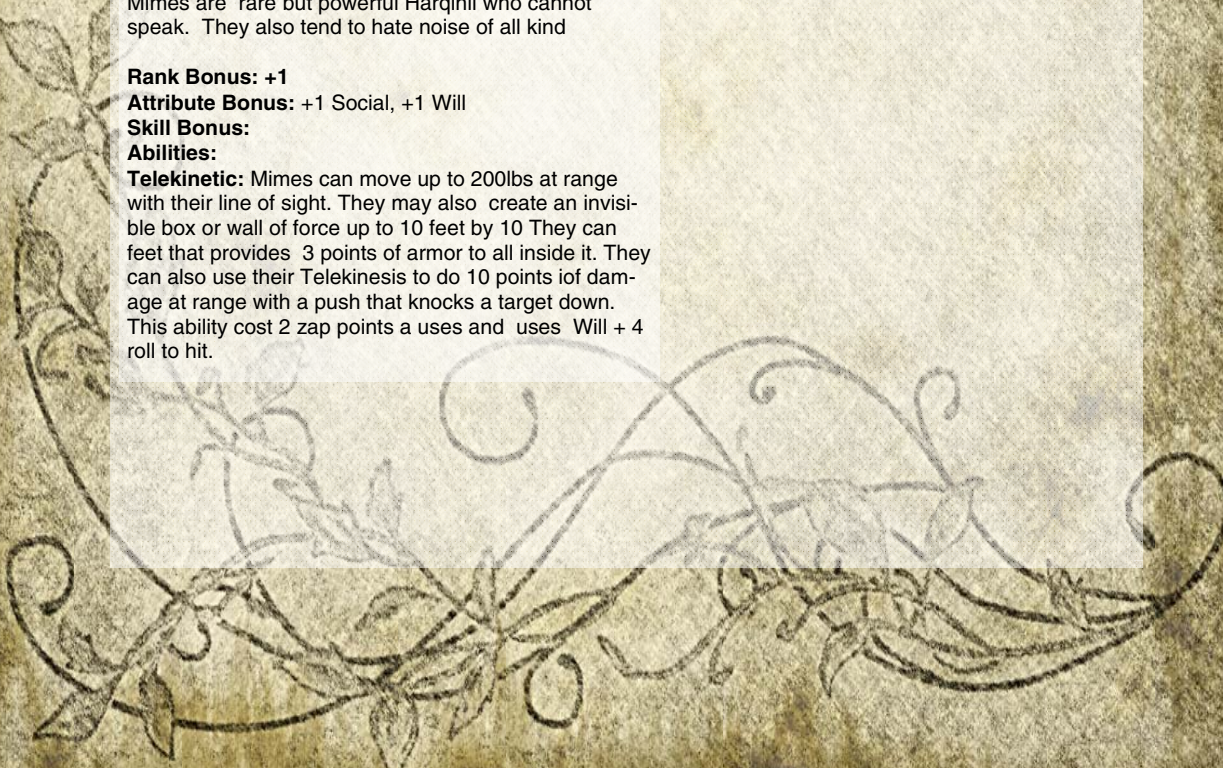 Mimes are  rare but powerful Harqinii who cannot
speak.  They also tend to hate noise of all kind
Rank Bonus: +1
Attribute Bonus: +1 Social, +1 Will
Skill Bonus:
Abilities:
Telekinetic: Mimes can move up to 200lbs at range
with their line of sight. They may also  create an invisi-
ble box or wall of force up to 10 feet by 10 They can
feet that provides  3 points of armor to all inside it. They
can also use their Telekinesis to do 10 points iof dam-
age at range with a push that knocks a target down.
This ability cost 2 zap points a uses and  uses  Will + 4
roll to hit.